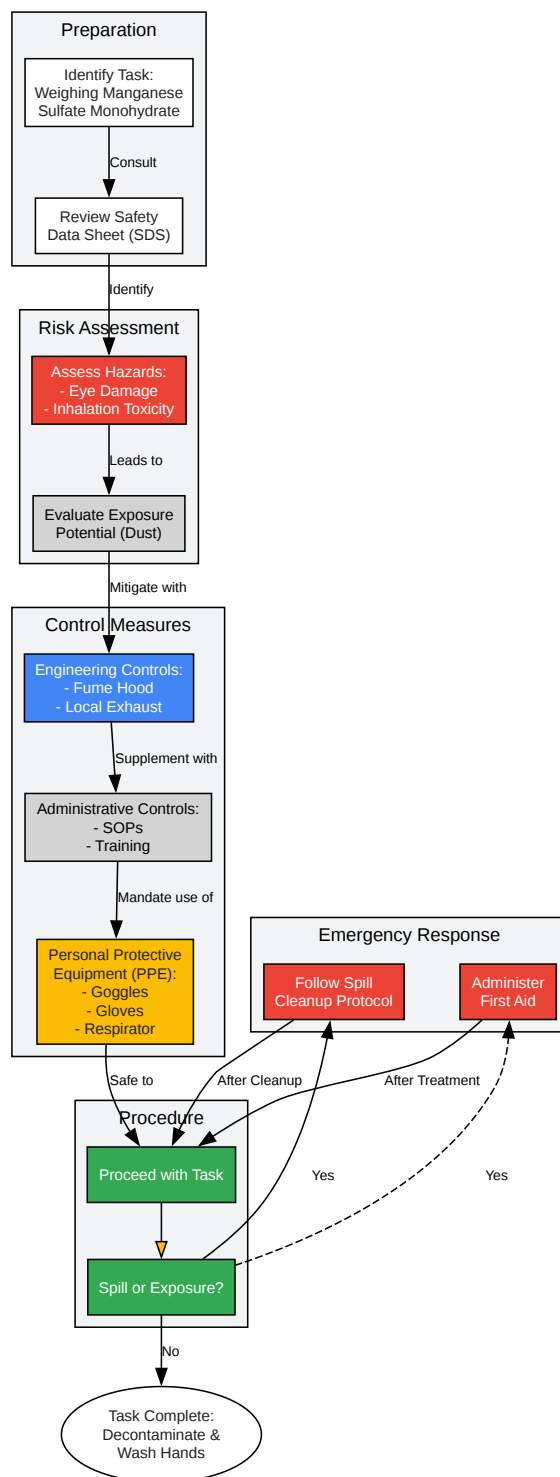 Preparation
Identify Task:
Weighing Manganese
Sulfate Monohydrate
Consult
Review Safety
Data Sheet (SDS)
Identify
Risk Assessment
Assess Hazards:
- Eye Damage
- Inhalation Toxicity
Leads to
Evaluate Exposure
Potential (Dust)
Mitigate with
Control Measures
Engineering Controls:
- Fume Hood
- Local Exhaust
Supplement with
Administrative Controls:
- SOPs
- Training
Mandate use of
Personal Protective
Equipment (PPE):
- Goggles
- Gloves
- Respirator
Emergency Response
Follow Spill
Cleanup Protocol
Administer
First Aid
Safe to
After Cleanup
After Treatment
Procedure
Proceed with Task
Yes
Yes
Spill or Exposure?
No
Task Complete:
Decontaminate &
Wash Hands